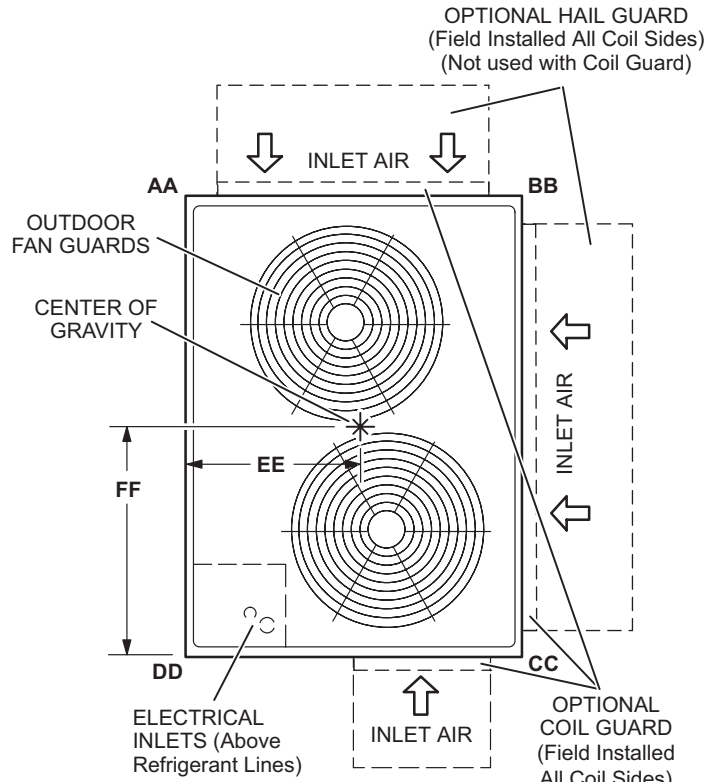 OPTIONAL HAIL GUARD
(Field Installed All Coil Sides)
(Not used with Coil Guard)
INLET AIR
AA
BB
OUTDOOR
FAN GUARDS
CENTER OF
GRAVITY
INLET AIR
EE
FF
DD
CC
ELECTRICAL
INLETS (Above
Refrigerant Lines)
INLET AIR
OPTIONAL
COIL GUARD
(Field Installed
All Coil Sides)